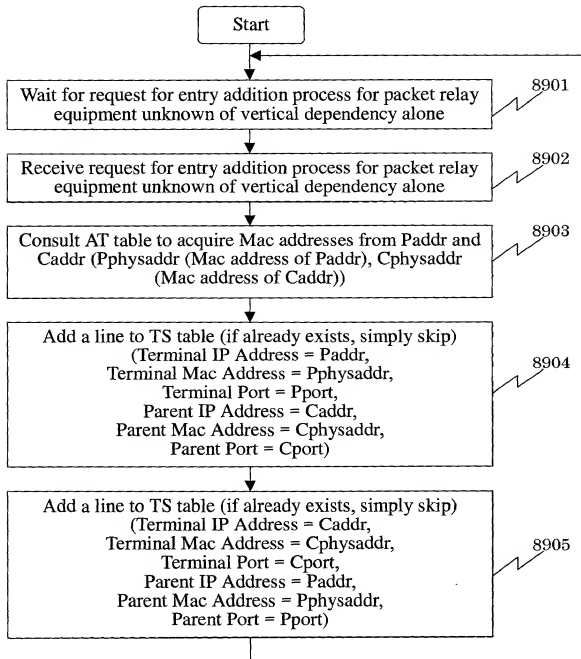 Start
Wait for request for entry addition process for packet relay
equipment unknown of vertical dependency alone
8901
Receive request for entry addition process for packet relay
equipment unknown of vertical dependency alone
8902
Consult AT table to acquire Mac addresses from Paddr and
Caddr (Pphysaddr (Mac address of Paddr), Cphysaddr
(Mac address of Caddr))
8903
Add a line to TS table (if already exists, simply skip)
(Terminal IP Address = Paddr,
Terminal Mac Address = Pphysaddr,
Terminal Port = Pport,
Parent IP Address = Caddr,
Parent Mac Address = Cphysaddr,
Parent Port = Cport)
8904
Add a line to TS table (if already exists, simply skip)
(Terminal IP Address = Caddr,
Terminal Mac Address = Cphysaddr,
Terminal Port = Cport,
Parent IP Address = Paddr,
Parent Mac Address = Pphysaddr,
Parent Port = Pport)
8905